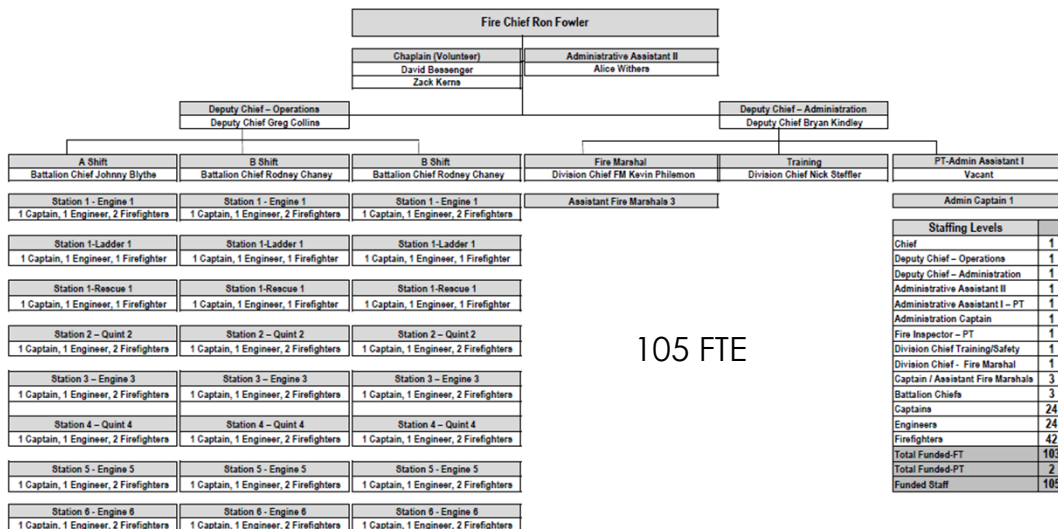 Fire Chief Ron Fowler
Chaplain (Volunteer)
David Bessenger
Zack Kerns
Administrative Assistant II
Alice Withers
Deputy Chief – Operations
Deputy Chief Greg Collins
Deputy Chief – Administration
Deputy Chief Bryan Kindley
A Shift
Battalion Chief Johnny Blythe
B Shift
Battalion Chief Rodney Chaney
B Shift
Battalion Chief Rodney Chaney
Fire Marshal
Division Chief FM Kevin Philemon
Training
Division Chief Nick Steffler
PT-Admin Assistant I
Vacant
Station 1 - Engine 1
1 Captain, 1 Engineer, 2 Firefighters
Station 1 - Engine 1
1 Captain, 1 Engineer, 2 Firefighters
Station 1 - Engine 1
1 Captain, 1 Engineer, 2 Firefighters
Assistant Fire Marshals 3
Admin Captain 1
Station 1-Ladder 1
1 Captain, 1 Engineer, 1 Firefighter
Station 1-Ladder 1
1 Captain, 1 Engineer, 1 Firefighter
Station 1-Ladder 1
1 Captain, 1 Engineer, 1 Firefighter
Station 1-Rescue 1
1 Captain, 1 Engineer, 1 Firefighter
Station 1-Rescue 1
1 Captain, 1 Engineer, 1 Firefighter
Station 1-Rescue 1
1 Captain, 1 Engineer, 1 Firefighter
Station 2 – Quint 2
1 Captain, 1 Engineer, 2 Firefighters
Station 2 – Quint 2
1 Captain, 1 Engineer, 2 Firefighters
Station 2 – Quint 2
1 Captain, 1 Engineer, 2 Firefighters
Station 3 – Engine 3
1 Captain, 1 Engineer, 2 Firefighters
Station 3 – Engine 3
1 Captain, 1 Engineer, 2 Firefighters
Station 3 – Engine 3
1 Captain, 1 Engineer, 2 Firefighters
Station 4 – Quint 4
1 Captain, 1 Engineer, 2 Firefighters
Station 4 – Quint 4
1 Captain, 1 Engineer, 2 Firefighters
Station 4 – Quint 4
1 Captain, 1 Engineer, 2 Firefighters
Station 5 - Engine 5
1 Captain, 1 Engineer, 2 Firefighters
Station 5 - Engine 5
1 Captain, 1 Engineer, 2 Firefighters
Station 5 - Engine 5
1 Captain, 1 Engineer, 2 Firefighters
Station 6 - Engine 6
1 Captain, 1 Engineer, 2 Firefighters
Station 6 - Engine 6
1 Captain, 1 Engineer, 2 Firefighters
Station 6 - Engine 6
1 Captain, 1 Engineer, 2 Firefighters
105 FTE
Staffing Levels
Chief 1
Deputy Chief – Operations 1
Deputy Chief – Administration 1
Administrative Assistant II 1
Administrative Assistant I – PT 1
Administration Captain 1
Fire Inspector – PT 1
Division Chief Training/Safety 1
Division Chief - Fire Marshal 1
Captain / Assistant Fire Marshals 3
Battalion Chiefs 3
Captains 24
Engineers 24
Firefighters 42
Total Funded-FT 103
Total Funded-PT 2
Funded Staff 105